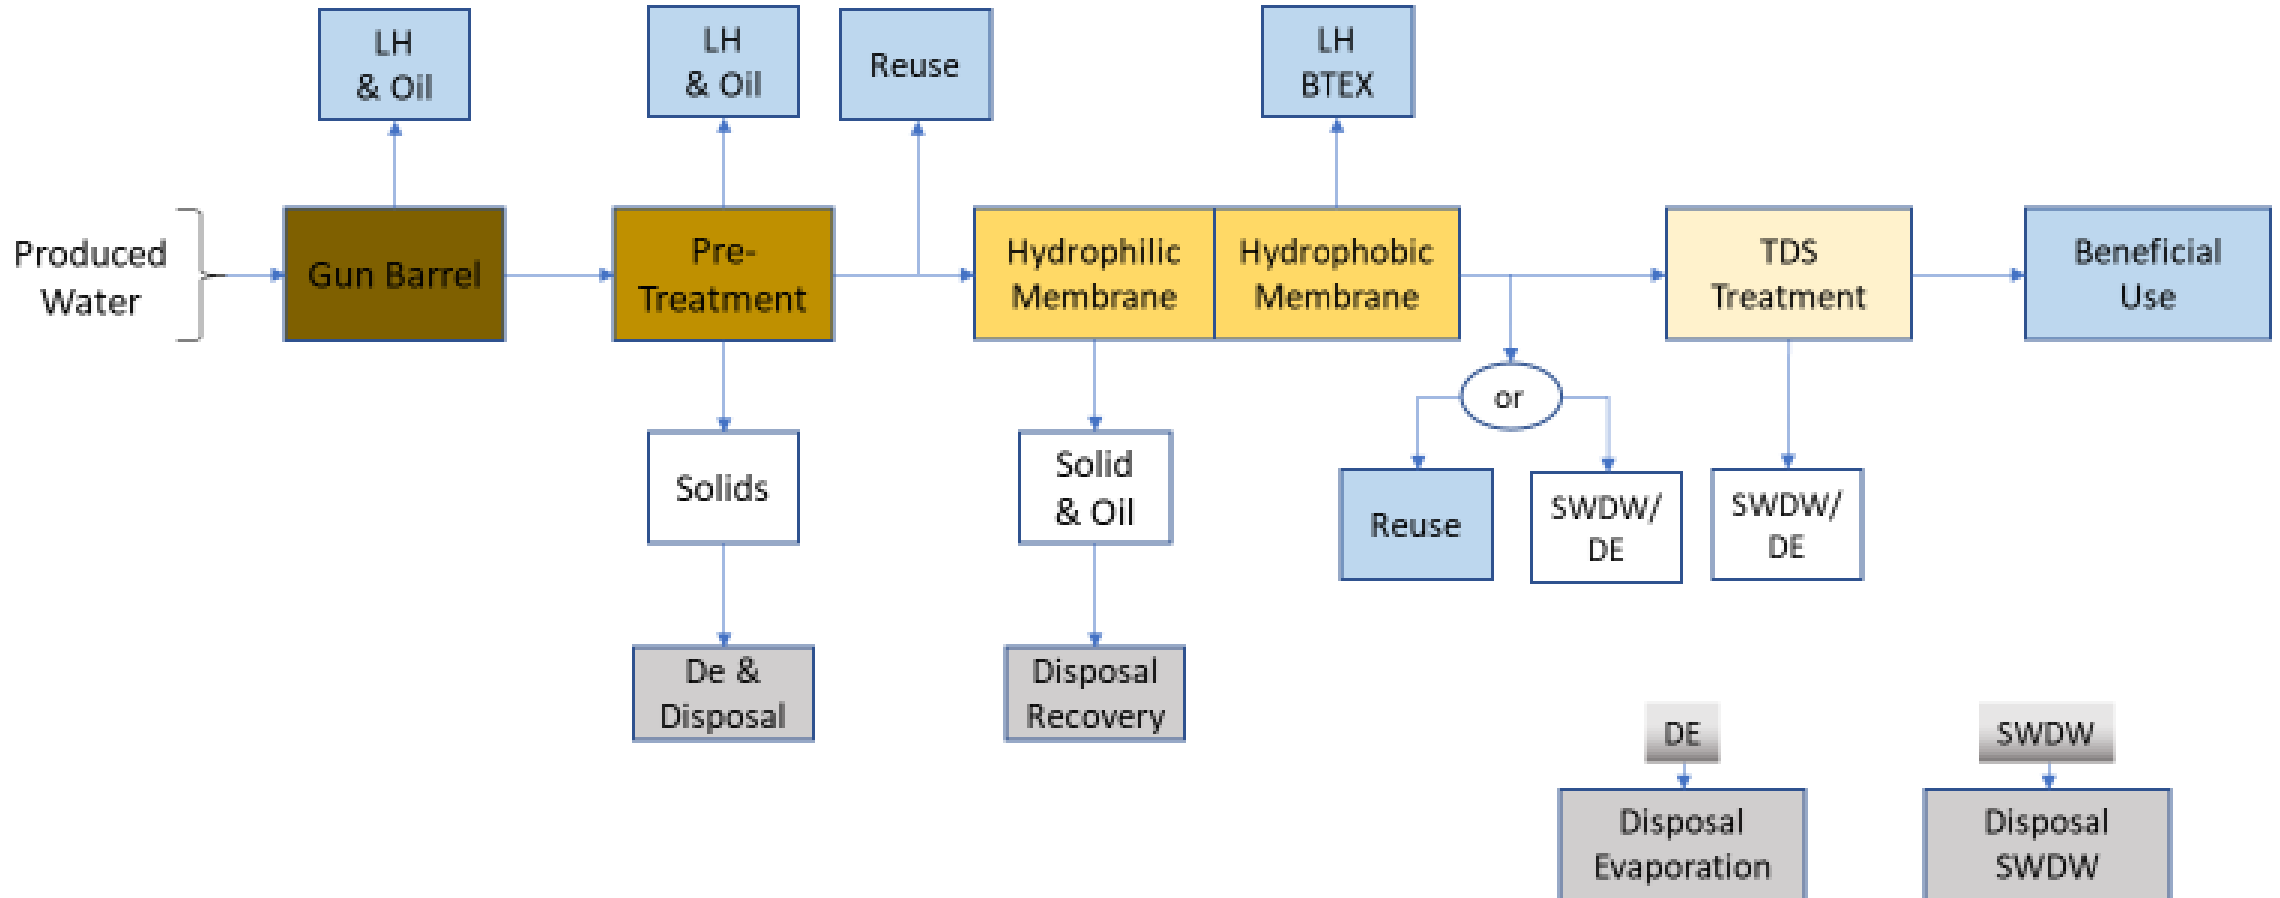 LH
& Oil
LH
& Oil
Reuse
LH
BTEX
Produced
Water
Gun Barrel
Pre-
Treatment
Hydrophilic
Membrane
Hydrophobic
Membrane
TDS
Treatment
Beneficial
Use
or
Solids
Solid
& Oil
Reuse
SWDW/
DE
SWDW/
DE
De &
Disposal
Disposal
Recovery
DE
SWDW
Disposal
Evaporation
Disposal
SWDW